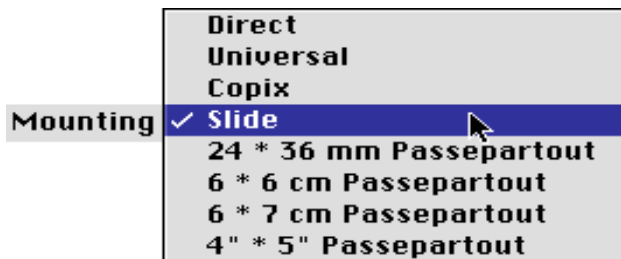 Direct
Universal
Copix
Mounting ✓ Slide
24 * 36 mm Passepartout
6 * 6 cm Passepartout
6 * 7 cm Passepartout
4" * 5" Passepartout